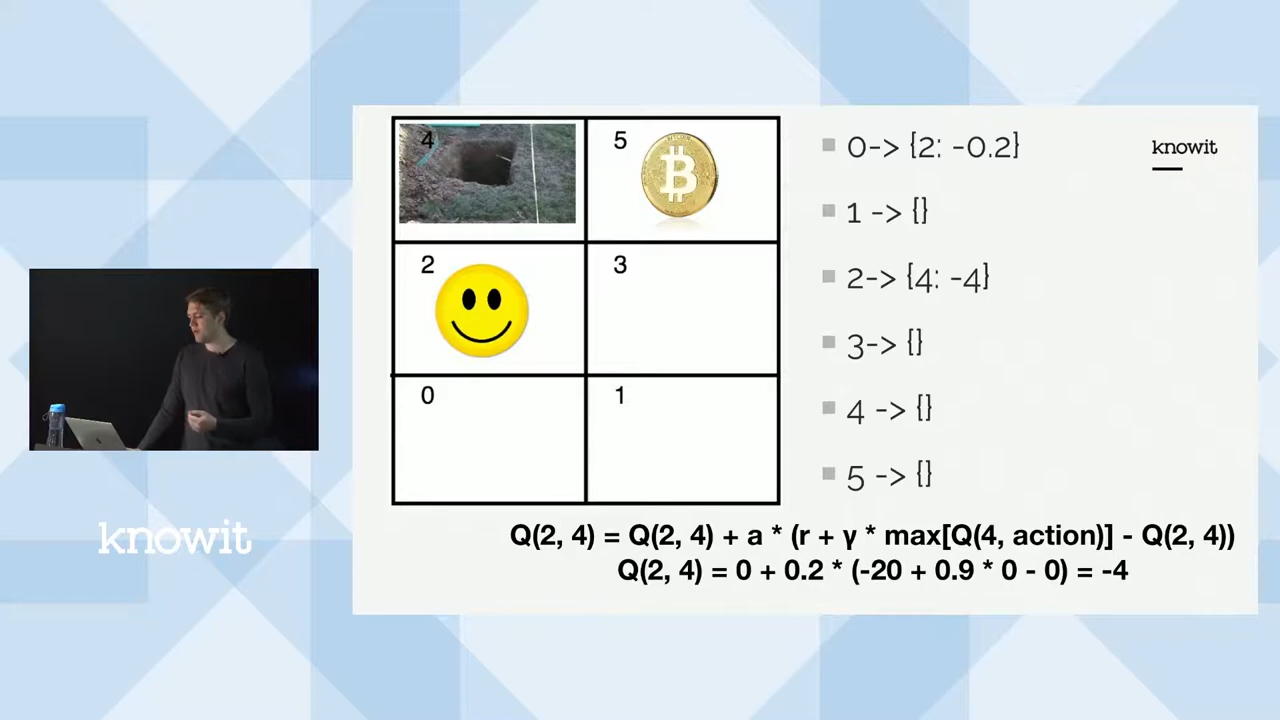 4
5
2
3
0
1
0-> {2: -0.2}
1 -> {}
2-> {4: -4}
3-> {}
4 -> {}
5 -> {}
knowit
Q(2, 4) = Q(2, 4) + a * (r + γ * max[Q(4, action)] - Q(2, 4))
Q(2, 4) = 0 + 0.2 * (-20 + 0.9 * 0 - 0) = -4
knowit